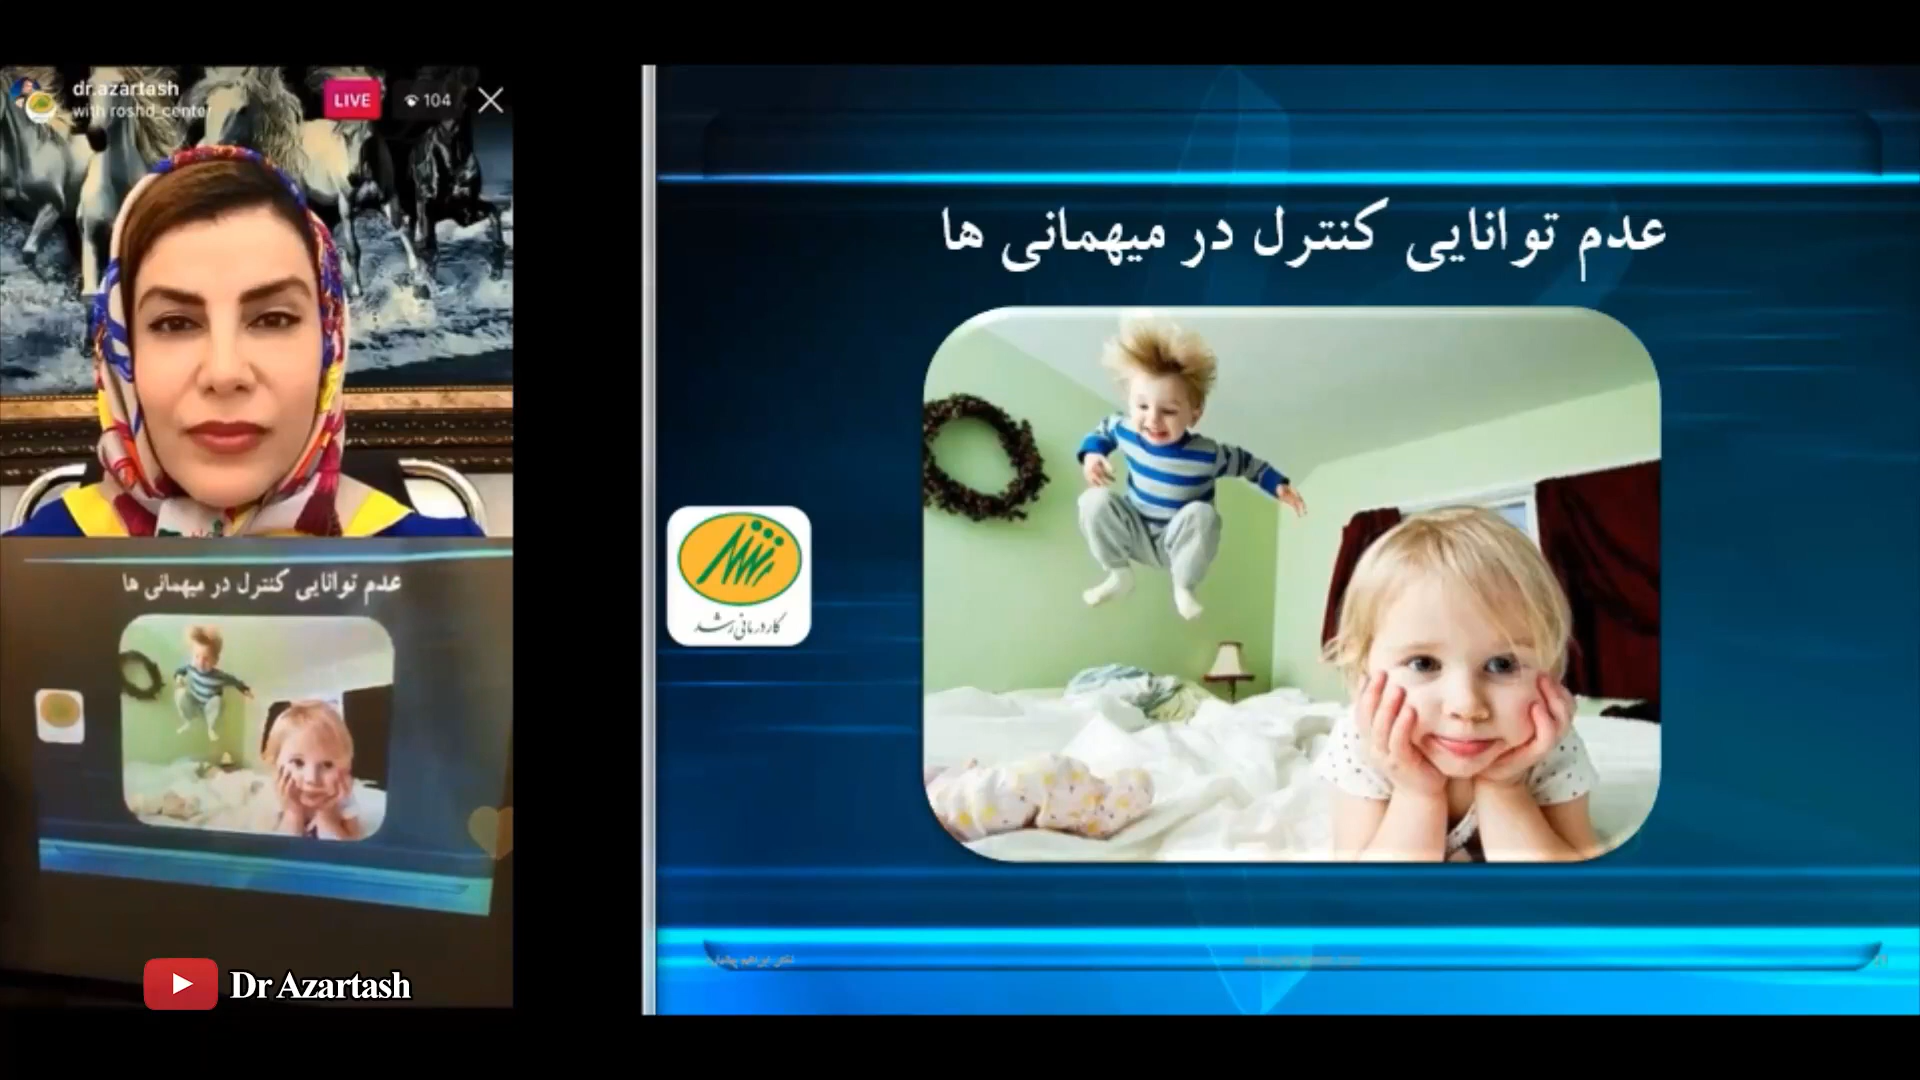 dr.azartash
with roshd_center
LIVE
104
عدم توانایی کنترل در میهمانی ها
عدم توانایی کنترل در میهمانی ها
رشد
کاردرمانی رشد
Dr Azartash